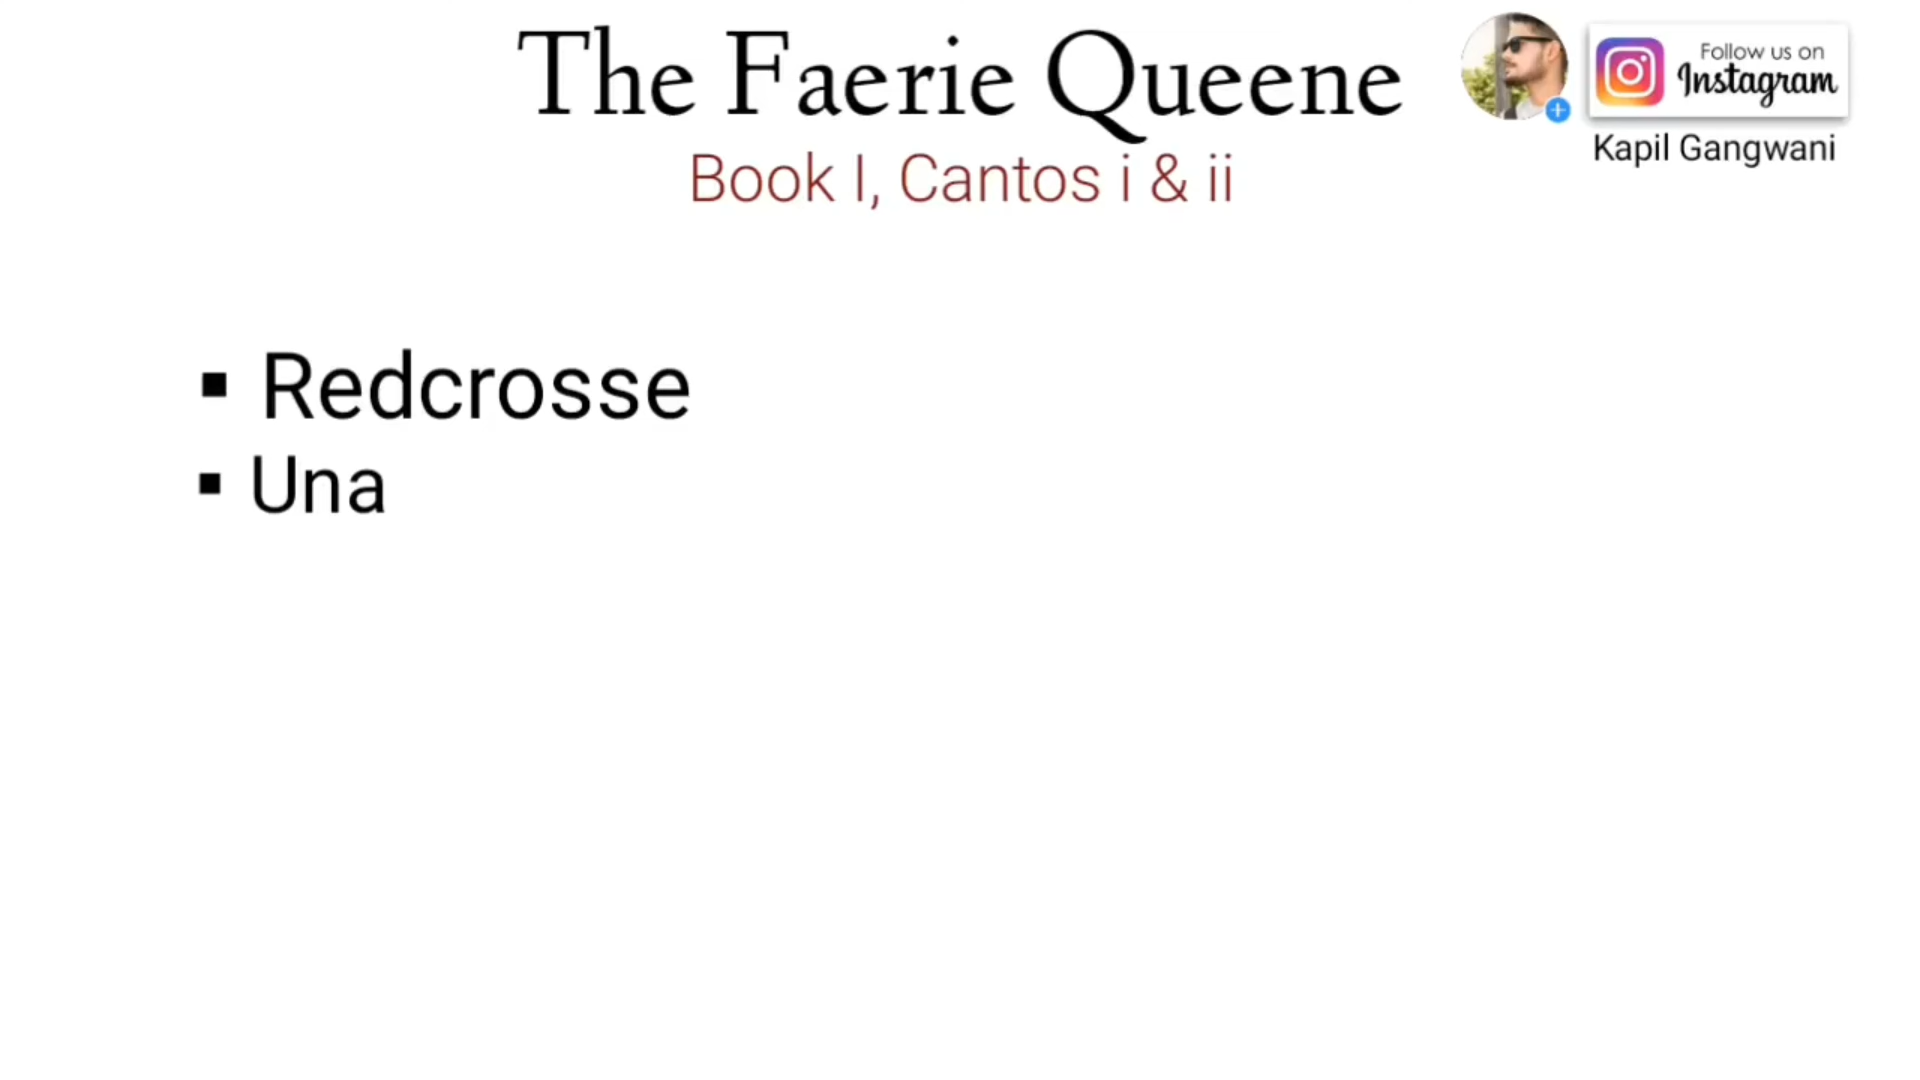 The Faerie Queene
Book I, Cantos i & ii
Follow us on
Instagram
Kapil Gangwani
▪ Redcrosse
▪ Una